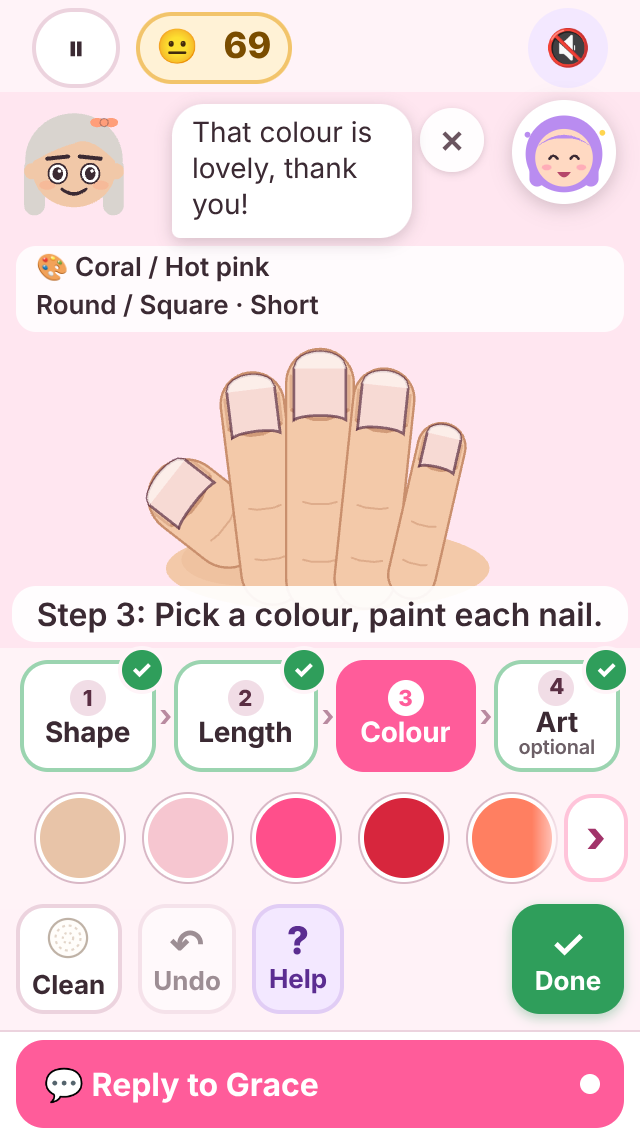 69
That colour is
lovely, thank
you!
Coral / Hot pink
Round / Square · Short
Step 3: Pick a colour, paint each nail.
1
Shape
2
Length
3
Colour
4
Art
optional
Clean
Undo
?
Help
Done
Reply to Grace